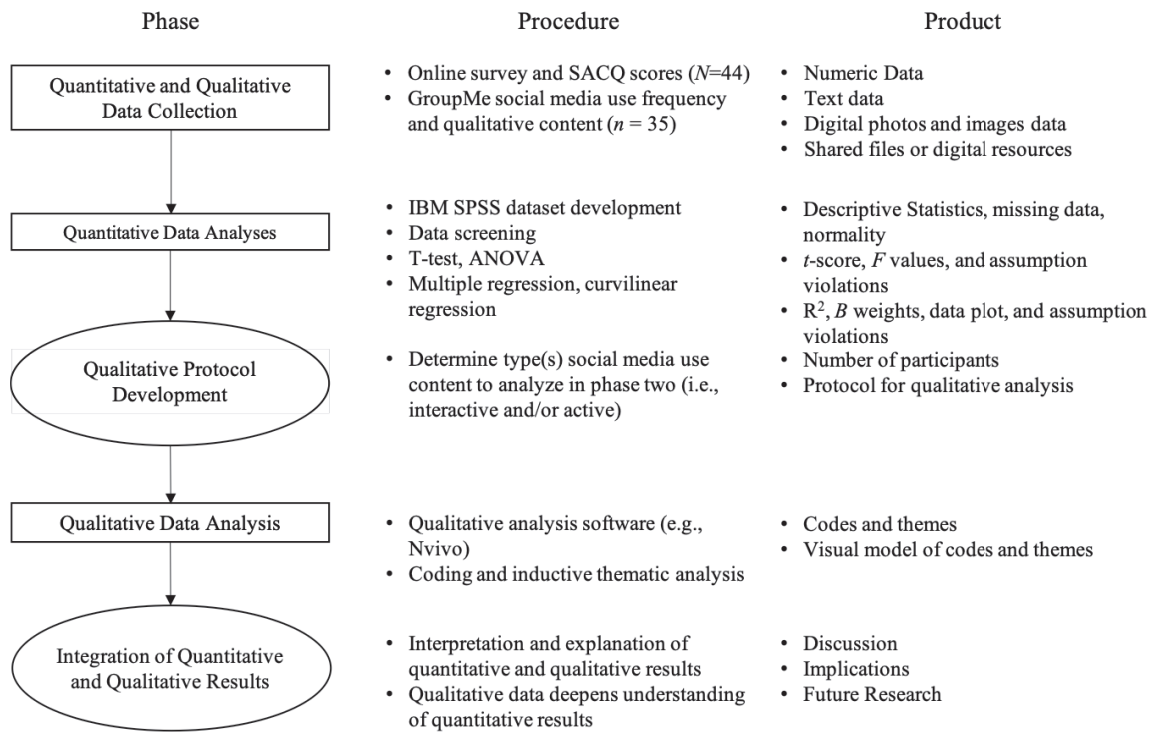 Phase
Procedure
Product
Quantitative and Qualitative
Data Collection
• Online survey and SACQ scores (N=44)
• GroupMe social media use frequency
and qualitative content (n = 35)
• Numeric Data
• Text data
• Digital photos and images data
• Shared files or digital resources
Quantitative Data Analyses
• IBM SPSS dataset development
• Data screening
• T-test, ANOVA
• Multiple regression, curvilinear
regression
• Descriptive Statistics, missing data,
normality
• t-score, F values, and assumption
violations
• R², B weights, data plot, and assumption
violations
Qualitative Protocol
Development
• Determine type(s) social media use
content to analyze in phase two (i.e.,
interactive and/or active)
• Number of participants
• Protocol for qualitative analysis
Qualitative Data Analysis
• Qualitative analysis software (e.g.,
Nvivo)
• Coding and inductive thematic analysis
• Codes and themes
• Visual model of codes and themes
Integration of Quantitative
and Qualitative Results
• Interpretation and explanation of
quantitative and qualitative results
• Qualitative data deepens understanding
of quantitative results
• Discussion
• Implications
• Future Research